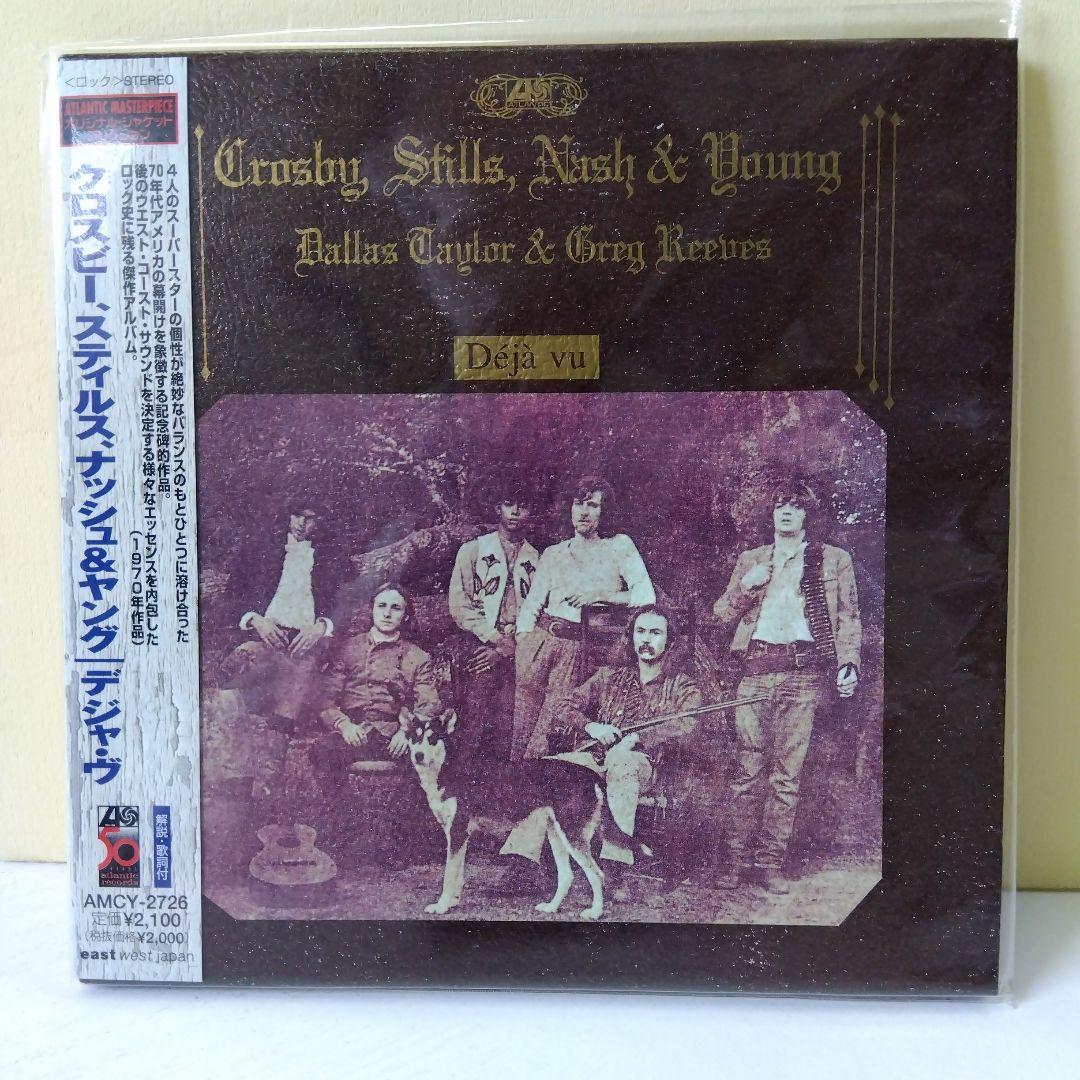 <ロック>STEREO
ATLANTIC MASTERPIECE
オリジナル・ジャケット
クロスビー、スティルス、ナッシュ&ヤング|デジャ・ヴ
4人のスーパースターの個性が絶妙なバランスのもとひとつに溶け合った
70年代アメリカの幕開けを象徴する記念碑的作品。
後のウエスト・コースト・サウンドを決定する様々なエッセンスを内包した
ロック史に残る傑作アルバム。
(1970年作品)
50
atlantic
records
解説・歌詞付
AMCY-2726
定価¥2,100
(税抜価格¥2,000)
east west japan
ATLANTIC
Crosby, Stills, Nash & Young
Dallas Taylor & Greg Reeves
Déjà vu